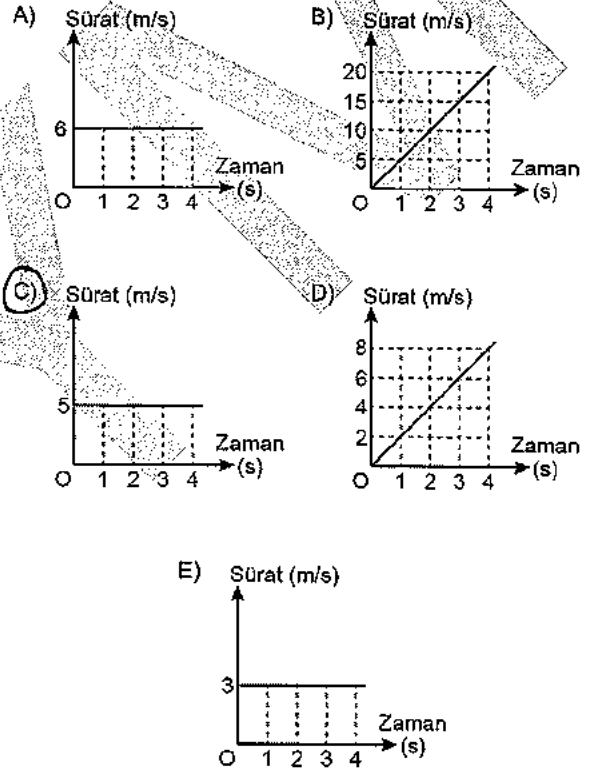 A) Sürat (m/s)
6
Zaman
(s)
O 1 2 3 4
B) Sürat (m/s)
20
15
10
5
Zaman
(s)
O 1 2 3 4
C) Sürat (m/s)
5
Zaman
(s)
O 1 2 3 4
D) Sürat (m/s)
8
6
4
2
Zaman
(s)
O 1 2 3 4
E) Sürat (m/s)
3
Zaman
(s)
O 1 2 3 4